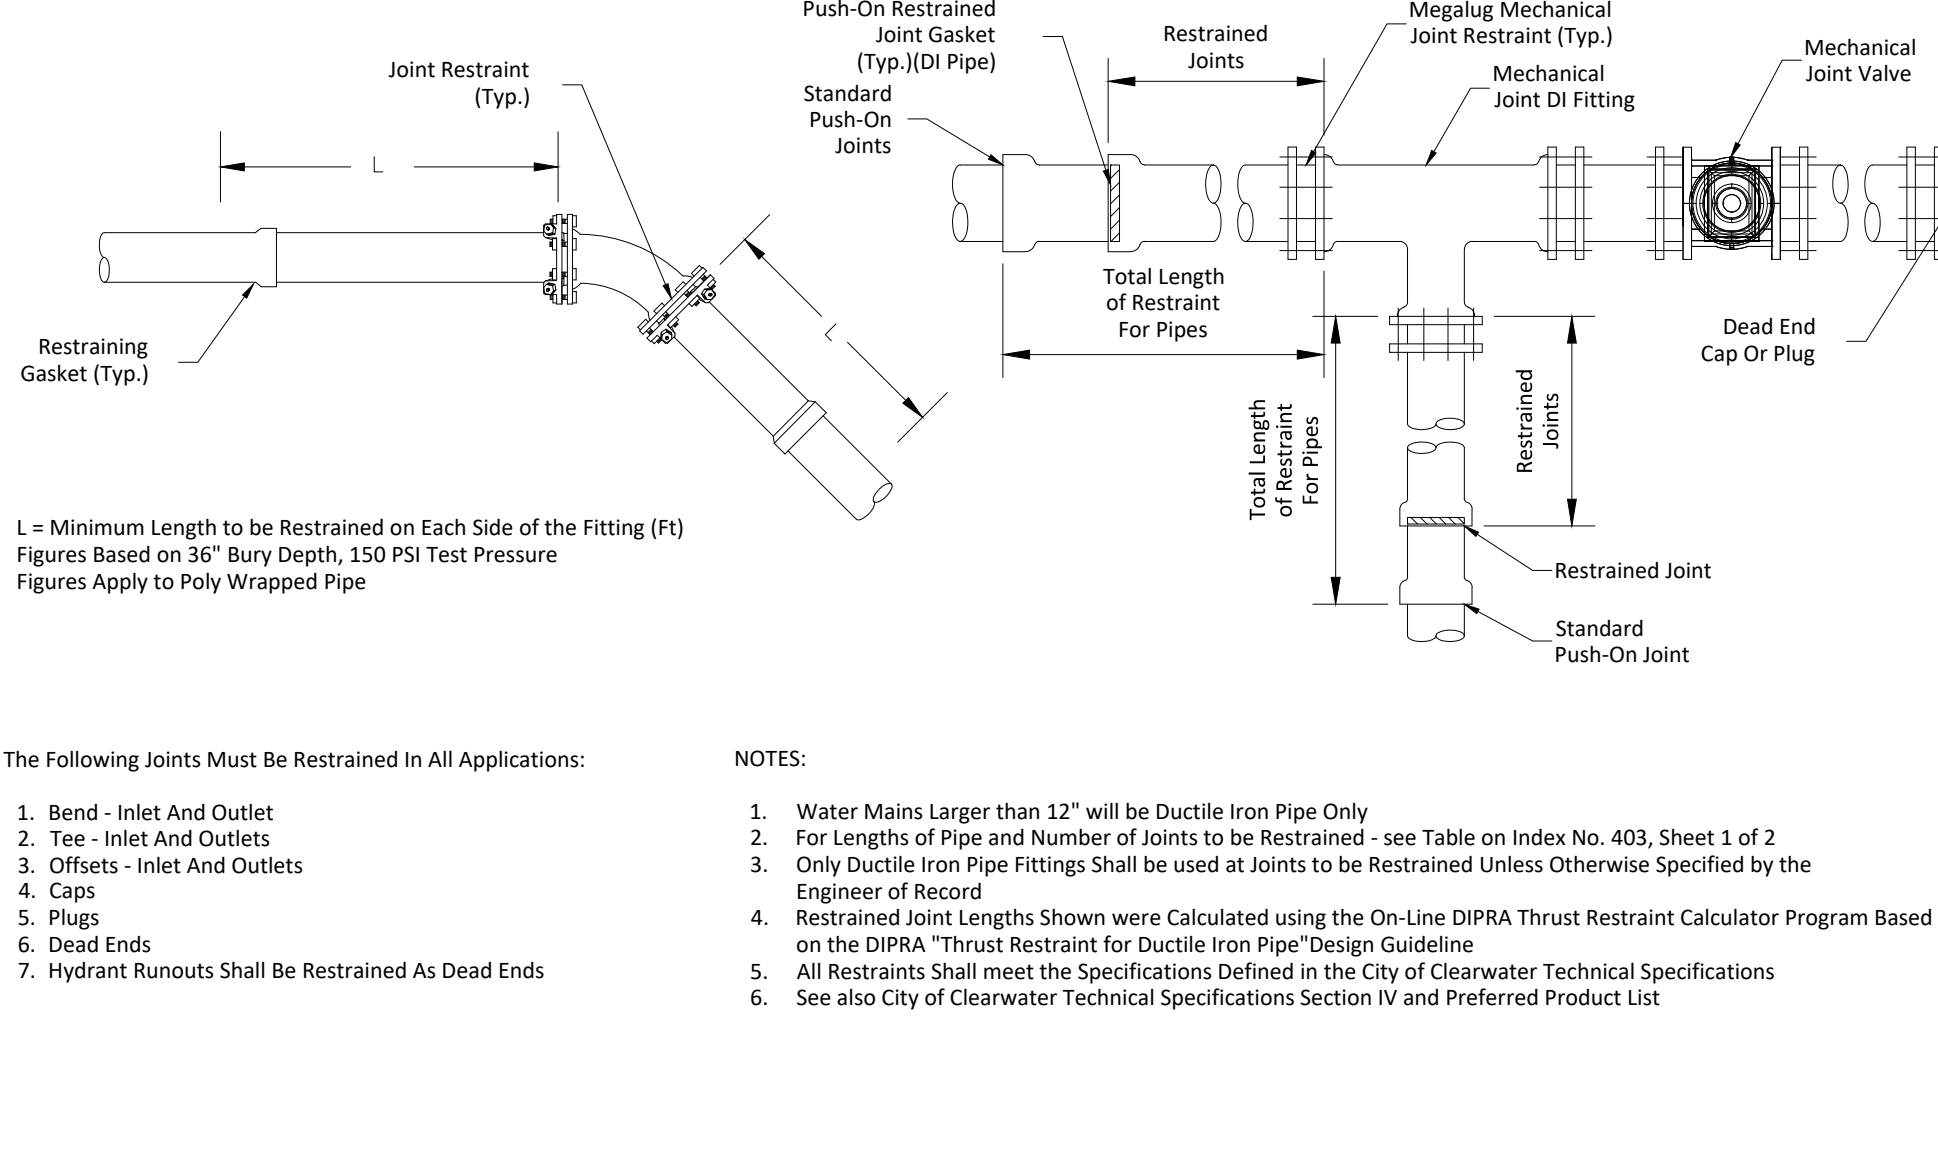 Joint Restraint
(Typ.)
L
L
Restraining
Gasket (Typ.)
L = Minimum Length to be Restrained on Each Side of the Fitting (Ft)
Figures Based on 36" Bury Depth, 150 PSI Test Pressure
Figures Apply to Poly Wrapped Pipe
Push-On Restrained
Joint Gasket
(Typ.)(DI Pipe)
Standard
Push-On
Joints
Restrained
Joints
Megalug Mechanical
Joint Restraint (Typ.)
Mechanical
Joint DI Fitting
Mechanical
Joint Valve
Total Length
of Restraint
For Pipes
Dead End
Cap Or Plug
Total Length
of Restraint
For Pipes
Restrained
Joints
Restrained Joint
Standard
Push-On Joint
The Following Joints Must Be Restrained In All Applications:
1. Bend - Inlet And Outlet
2. Tee - Inlet And Outlets
3. Offsets - Inlet And Outlets
4. Caps
5. Plugs
6. Dead Ends
7. Hydrant Runouts Shall Be Restrained As Dead Ends
NOTES:
1. Water Mains Larger than 12" will be Ductile Iron Pipe Only
2. For Lengths of Pipe and Number of Joints to be Restrained - see Table on Index No. 403, Sheet 1 of 2
3. Only Ductile Iron Pipe Fittings Shall be used at Joints to be Restrained Unless Otherwise Specified by the
Engineer of Record
4. Restrained Joint Lengths Shown were Calculated using the On-Line DIPRA Thrust Restraint Calculator Program Based
on the DIPRA "Thrust Restraint for Ductile Iron Pipe"Design Guideline
5. All Restraints Shall meet the Specifications Defined in the City of Clearwater Technical Specifications
6. See also City of Clearwater Technical Specifications Section IV and Preferred Product List